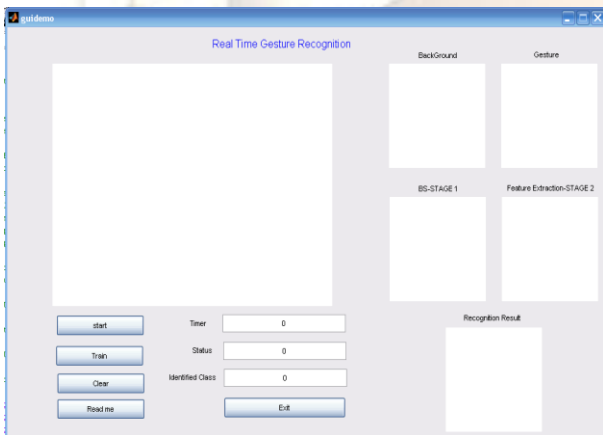 guidemo
Real Time Gesture Recognition
BackGround
Gesture
BS-STAGE 1
Feature Extraction-STAGE 2
start
Timer
0
Train
Status
0
Clear
Identified Class
0
Read me
Exit
Recognition Result